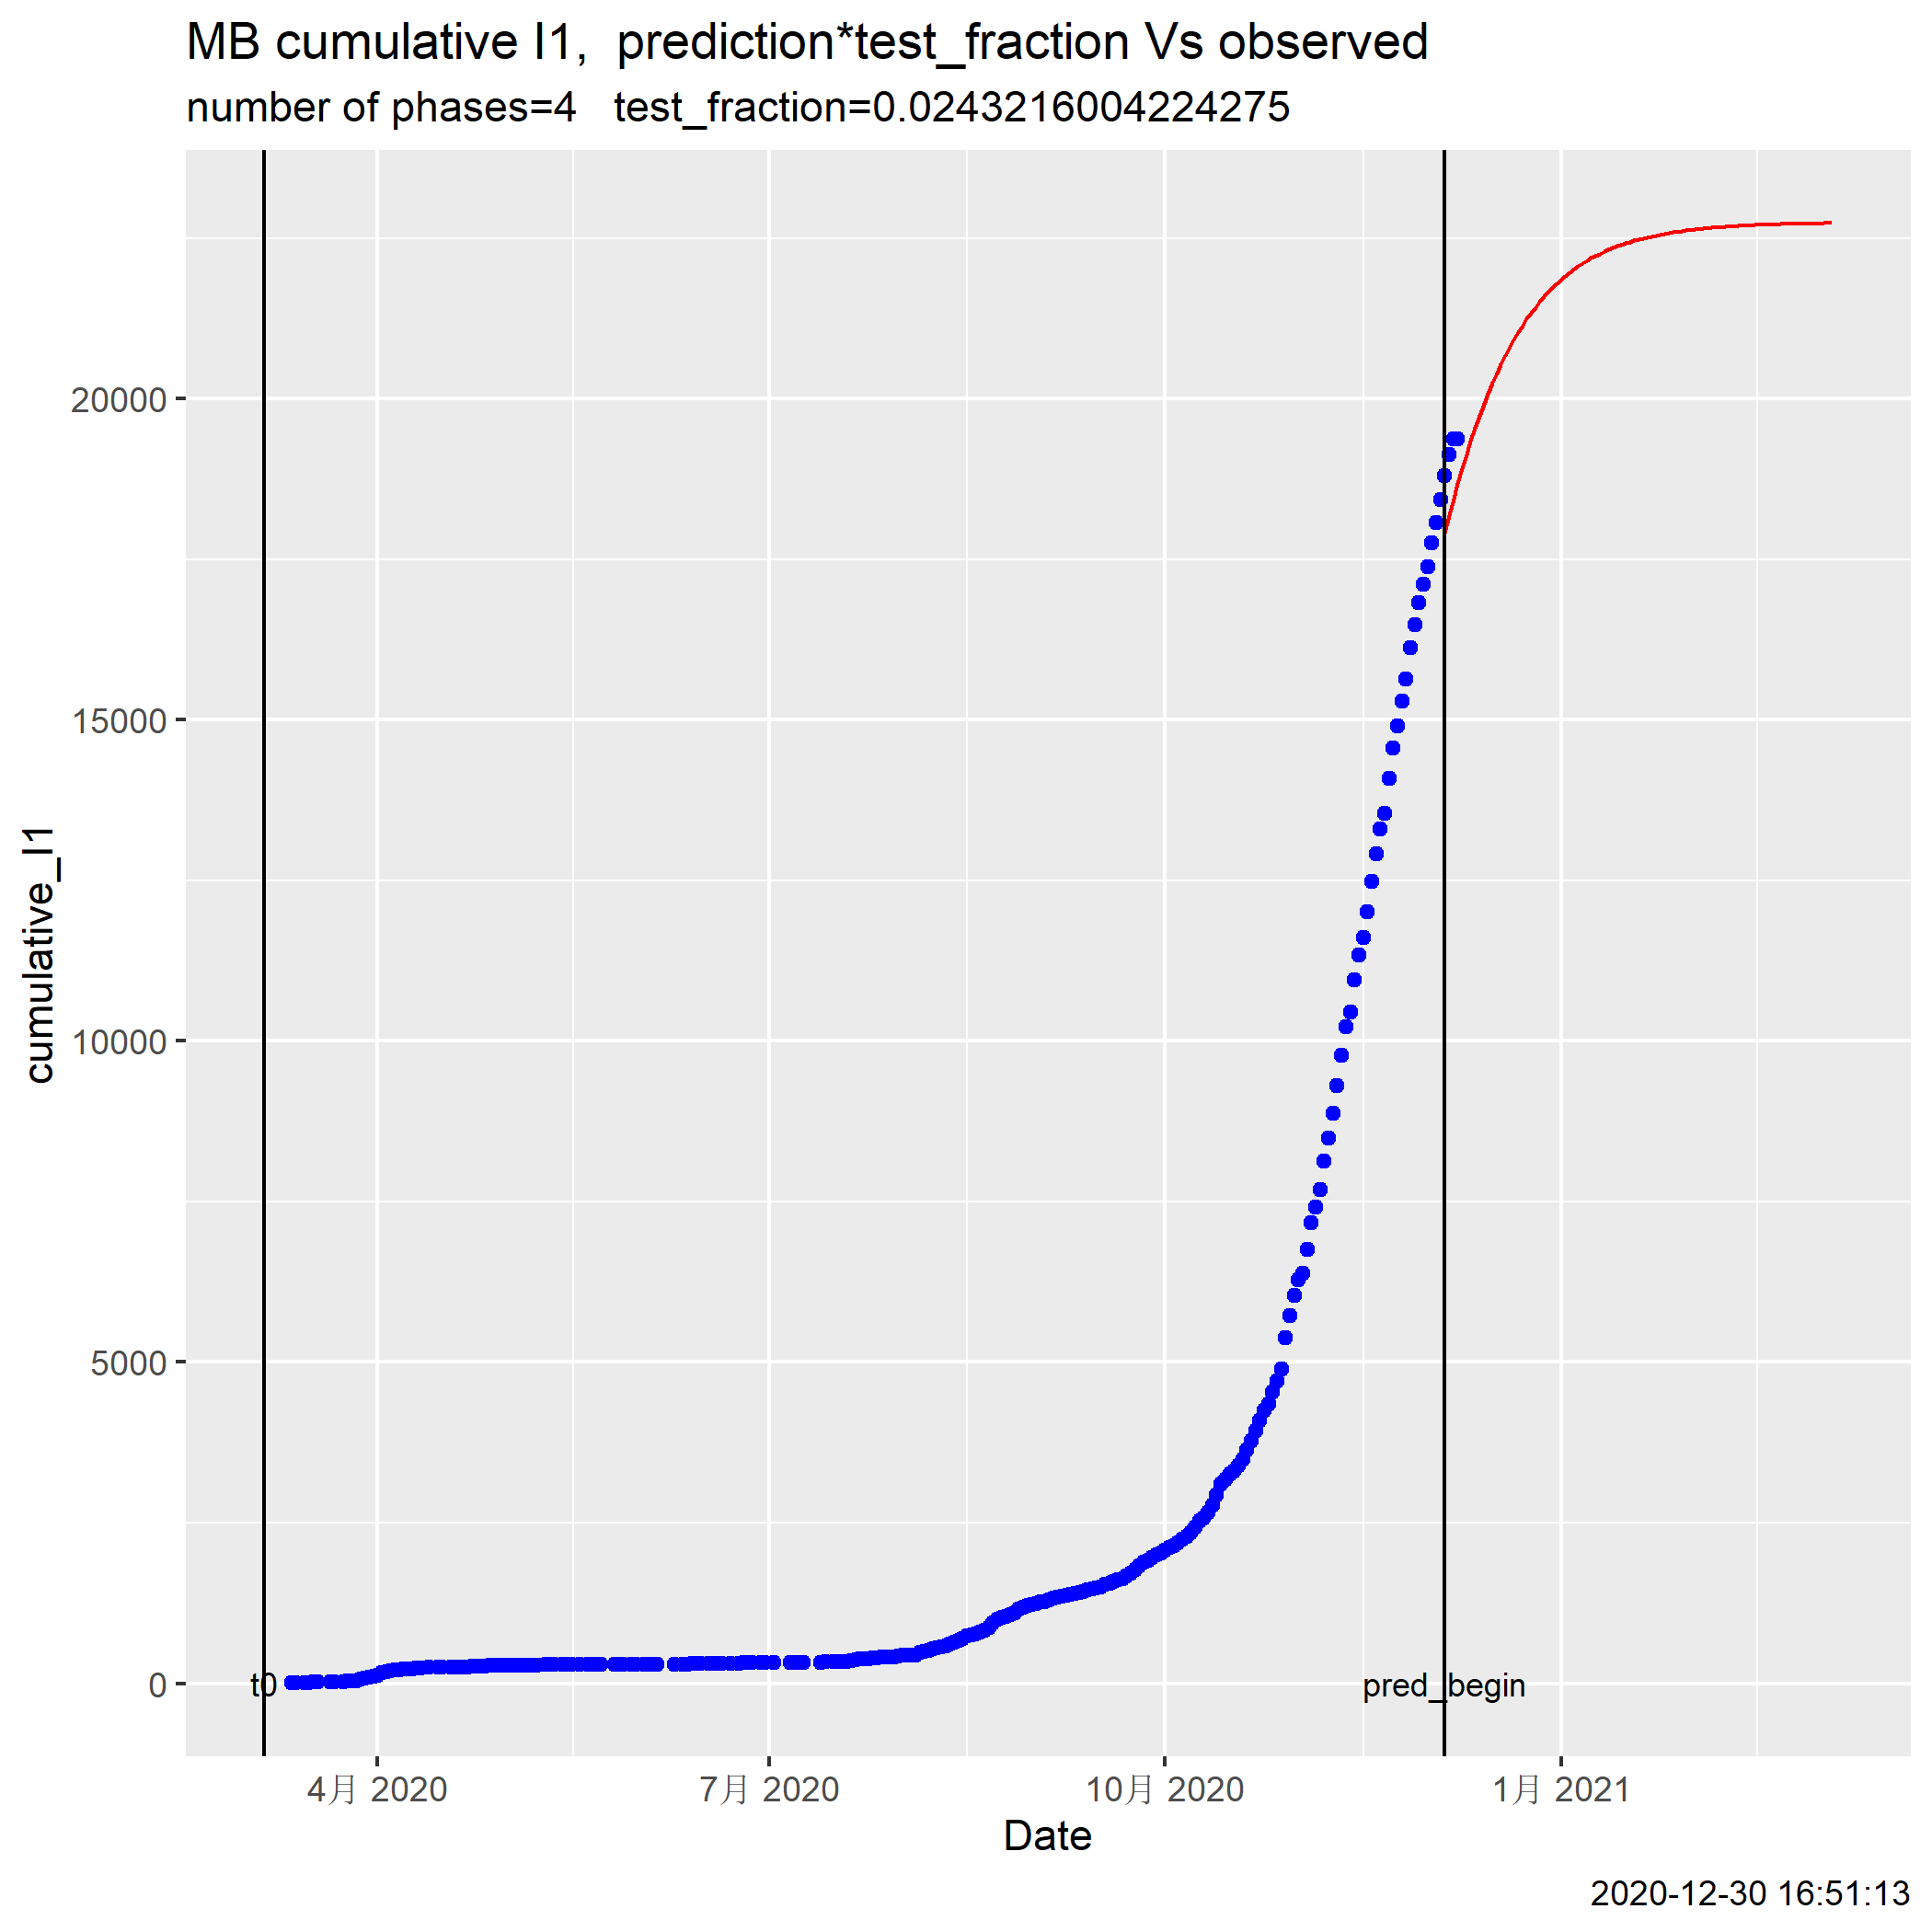 MB cumulative I1,  prediction*test_fraction Vs observed
number of phases=4   test_fraction=0.0243216004224275
cumulative_I1
20000
15000
10000
5000
0
t0
pred_begin
4月 2020
7月 2020
10月 2020
1月 2021
Date
2020-12-30 16:51:13